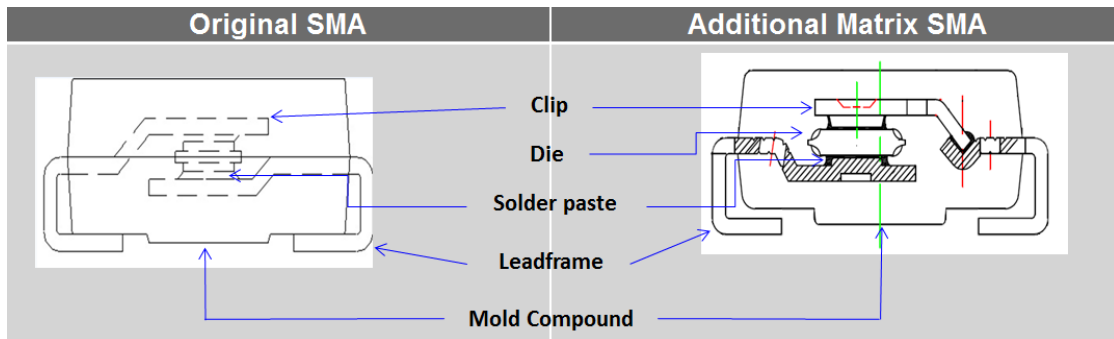 Original SMA
Additional Matrix SMA
Clip
Die
Solder paste
Leadframe
Mold Compound